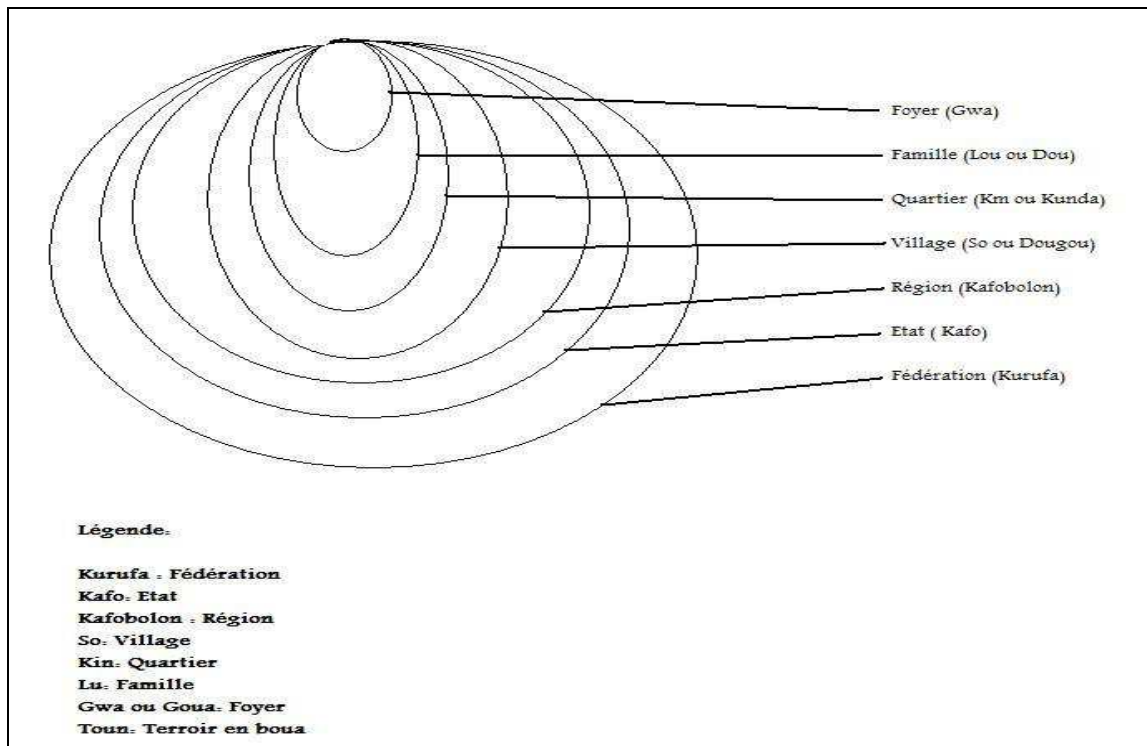 Foyer (Gwa)
Famille (Lou ou Dou)
Quartier (Km ou Kunda)
Village (So ou Dougou)
Région (Kafobolon)
Etat ( Kafo)
Fédération (Kurufa)
Légende:
Kurufa : Fédération
Kafo: Etat
Kafobolon : Région
So: Village
Kin: Quartier
Lu: Famille
Gwa ou Goua: Foyer
Toun: Terroir en boua